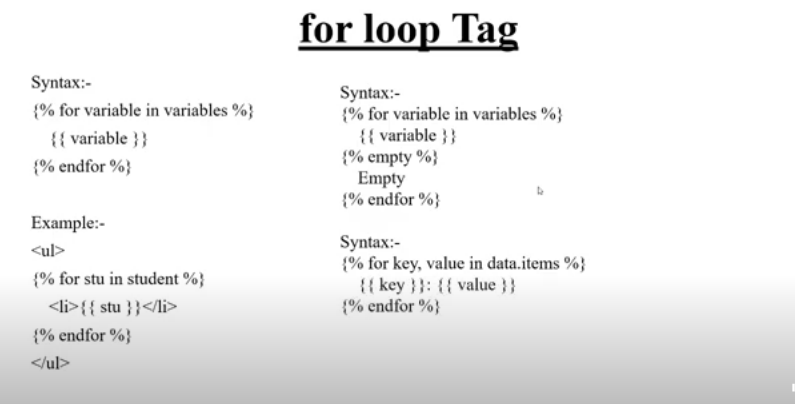 for loop Tag
Syntax:-
{% for variable in variables %}
{{ variable }}
{% endfor %}
Example:-
<ul>
{% for stu in student %}
<li>{{ stu }}</li>
{% endfor %}
</ul>
Syntax:-
{% for variable in variables %}
{{ variable }}
{% empty %}
Empty
{% endfor %}
Syntax:-
{% for key, value in data.items %}
{{ key }}: {{ value }}
{% endfor %}